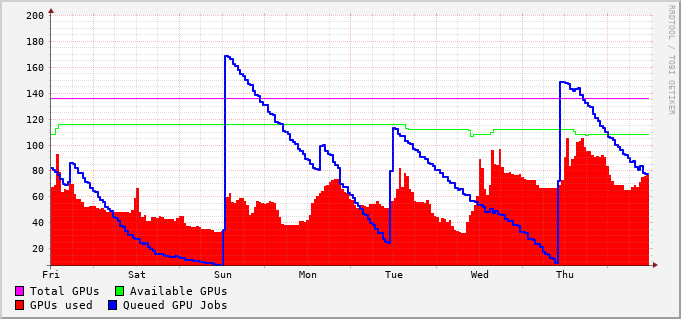 200
180
160
140
120
100
80
60
40
20
Fri Sat Sun Mon Tue Wed Thu
Total GPUs Available GPUs
GPUs used Queued GPU Jobs
RRDTOOL / TOBI OETIKER